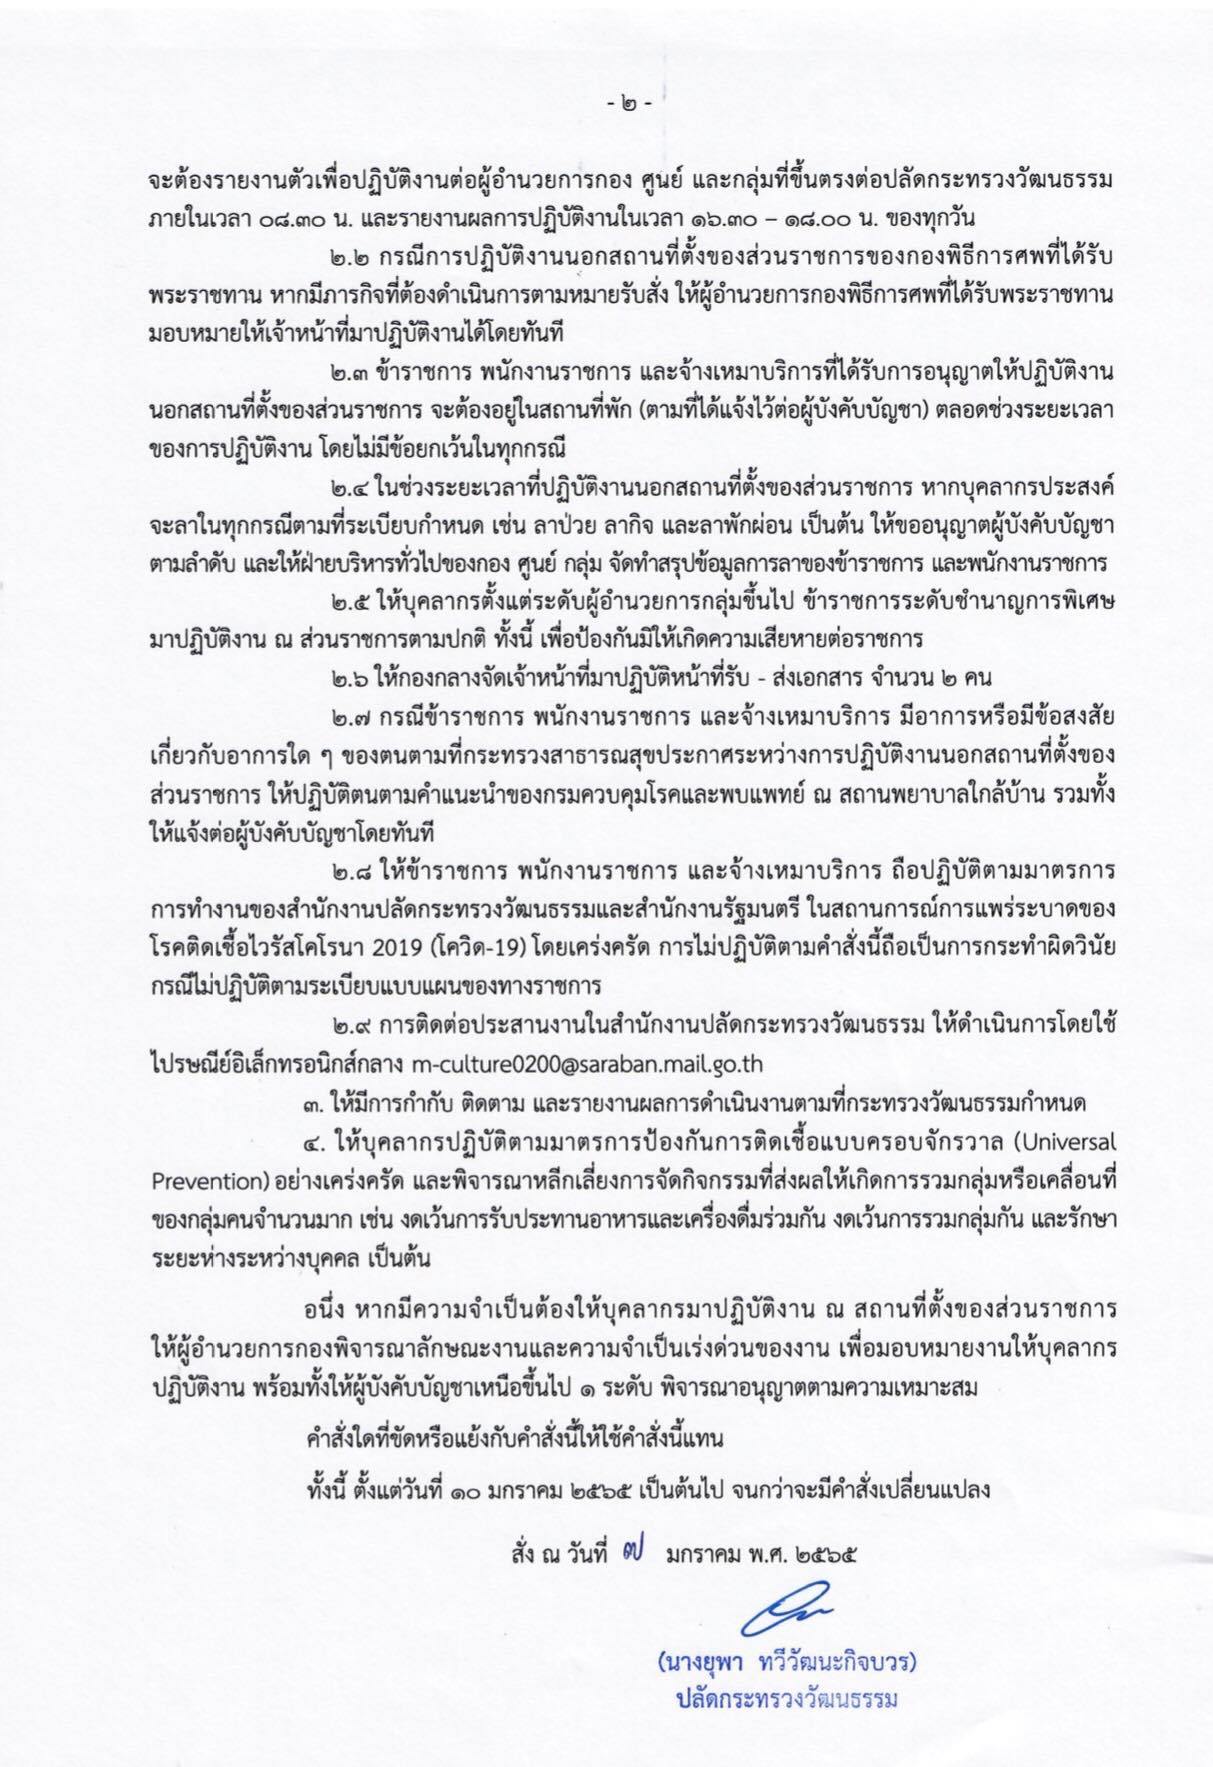 - ๒ -
จะต้องรายงานตัวเพื่อปฏิบัติงานต่อผู้อำนวยการกอง ศูนย์ และกลุ่มที่ขึ้นตรงต่อปลัดกระทรวงวัฒนธรรม
ภายในเวลา ๐๘.๓๐ น. และรายงานผลการปฏิบัติงานในเวลา ๑๖.๓๐ – ๑๘.๐๐ น. ของทุกวัน
๒.๒ กรณีการปฏิบัติงานนอกสถานที่ตั้งของส่วนราชการของกองพิธีการศพที่ได้รับ
พระราชทาน หากมีภารกิจที่ต้องดำเนินการตามหมายรับสั่ง ให้ผู้อำนวยการกองพิธีการศพที่ได้รับพระราชทาน
มอบหมายให้เจ้าหน้าที่มาปฏิบัติงานได้โดยทันที
๒.๓ ข้าราชการ พนักงานราชการ และจ้างเหมาบริการที่ได้รับการอนุญาตให้ปฏิบัติงาน
นอกสถานที่ตั้งของส่วนราชการ จะต้องอยู่ในสถานที่พัก (ตามที่ได้แจ้งไว้ต่อผู้บังคับบัญชา) ตลอดช่วงระยะเวลา
ของการปฏิบัติงาน โดยไม่มีข้อยกเว้นในทุกกรณี
๒.๔ ในช่วงระยะเวลาที่ปฏิบัติงานนอกสถานที่ตั้งของส่วนราชการ หากบุคลากรประสงค์
จะลาในทุกกรณีตามที่ระเบียบกำหนด เช่น ลาป่วย ลากิจ และลาพักผ่อน เป็นต้น ให้ขออนุญาตผู้บังคับบัญชา
ตามลำดับ และให้ฝ่ายบริหารทั่วไปของกอง ศูนย์ กลุ่ม จัดทำสรุปข้อมูลการลาของข้าราชการ และพนักงานราชการ
๒.๕ ให้บุคลากรตั้งแต่ระดับผู้อำนวยการกลุ่มขึ้นไป ข้าราชการระดับชำนาญการพิเศษ
มาปฏิบัติงาน ณ ส่วนราชการตามปกติ ทั้งนี้ เพื่อป้องกันมิให้เกิดความเสียหายต่อราชการ
๒.๖ ให้กองกลางจัดเจ้าหน้าที่มาปฏิบัติหน้าที่รับ - ส่งเอกสาร จำนวน ๒ คน
๒.๗ กรณีข้าราชการ พนักงานราชการ และจ้างเหมาบริการ มีอาการหรือมีข้อสงสัย
เกี่ยวกับอาการใด ๆ ของตนตามที่กระทรวงสาธารณสุขประกาศระหว่างการปฏิบัติงานนอกสถานที่ตั้งของ
ส่วนราชการ ให้ปฏิบัติตนตามคำแนะนำของกรมควบคุมโรคและพบแพทย์ ณ สถานพยาบาลใกล้บ้าน รวมทั้ง
ให้แจ้งต่อผู้บังคับบัญชาโดยทันที
๒.๘ ให้ข้าราชการ พนักงานราชการ และจ้างเหมาบริการ ถือปฏิบัติตามมาตรการ
การทำงานของสำนักงานปลัดกระทรวงวัฒนธรรมและสำนักงานรัฐมนตรี ในสถานการณ์การแพร่ระบาดของ
โรคติดเชื้อไวรัสโคโรนา 2019 (โควิด-19) โดยเคร่งครัด การไม่ปฏิบัติตามคำสั่งนี้ถือเป็นการกระทำผิดวินัย
กรณีไม่ปฏิบัติตามระเบียบแบบแผนของทางราชการ
๒.๙ การติดต่อประสานงานในสำนักงานปลัดกระทรวงวัฒนธรรม ให้ดำเนินการโดยใช้
ไปรษณีย์อิเล็กทรอนิกส์กลาง m-culture0200@saraban.mail.go.th
๓. ให้มีการกำกับ ติดตาม และรายงานผลการดำเนินงานตามที่กระทรวงวัฒนธรรมกำหนด
๔. ให้บุคลากรปฏิบัติตามมาตรการป้องกันการติดเชื้อแบบครอบจักรวาล (Universal
Prevention) อย่างเคร่งครัด และพิจารณาหลีกเลี่ยงการจัดกิจกรรมที่ส่งผลให้เกิดการรวมกลุ่มหรือเคลื่อนที่
ของกลุ่มคนจำนวนมาก เช่น งดเว้นการรับประทานอาหารและเครื่องดื่มร่วมกัน งดเว้นการรวมกลุ่มกัน และรักษา
ระยะห่างระหว่างบุคคล เป็นต้น
อนึ่ง หากมีความจำเป็นต้องให้บุคลากรมาปฏิบัติงาน ณ สถานที่ตั้งของส่วนราชการ
ให้ผู้อำนวยการกองพิจารณาลักษณะงานและความจำเป็นเร่งด่วนของงาน เพื่อมอบหมายงานให้บุคลากร
ปฏิบัติงาน พร้อมทั้งให้ผู้บังคับบัญชาเหนือขึ้นไป ๑ ระดับ พิจารณาอนุญาตตามความเหมาะสม
คำสั่งใดที่ขัดหรือแย้งกับคำสั่งนี้ให้ใช้คำสั่งนี้แทน
ทั้งนี้ ตั้งแต่วันที่ ๑๐ มกราคม ๒๕๖๕ เป็นต้นไป จนกว่าจะมีคำสั่งเปลี่ยนแปลง
สั่ง ณ วันที่ ๗ มกราคม พ.ศ. ๒๕๖๕
(นางยุพา ทวีวัฒนะกิจบวร)
ปลัดกระทรวงวัฒนธรรม